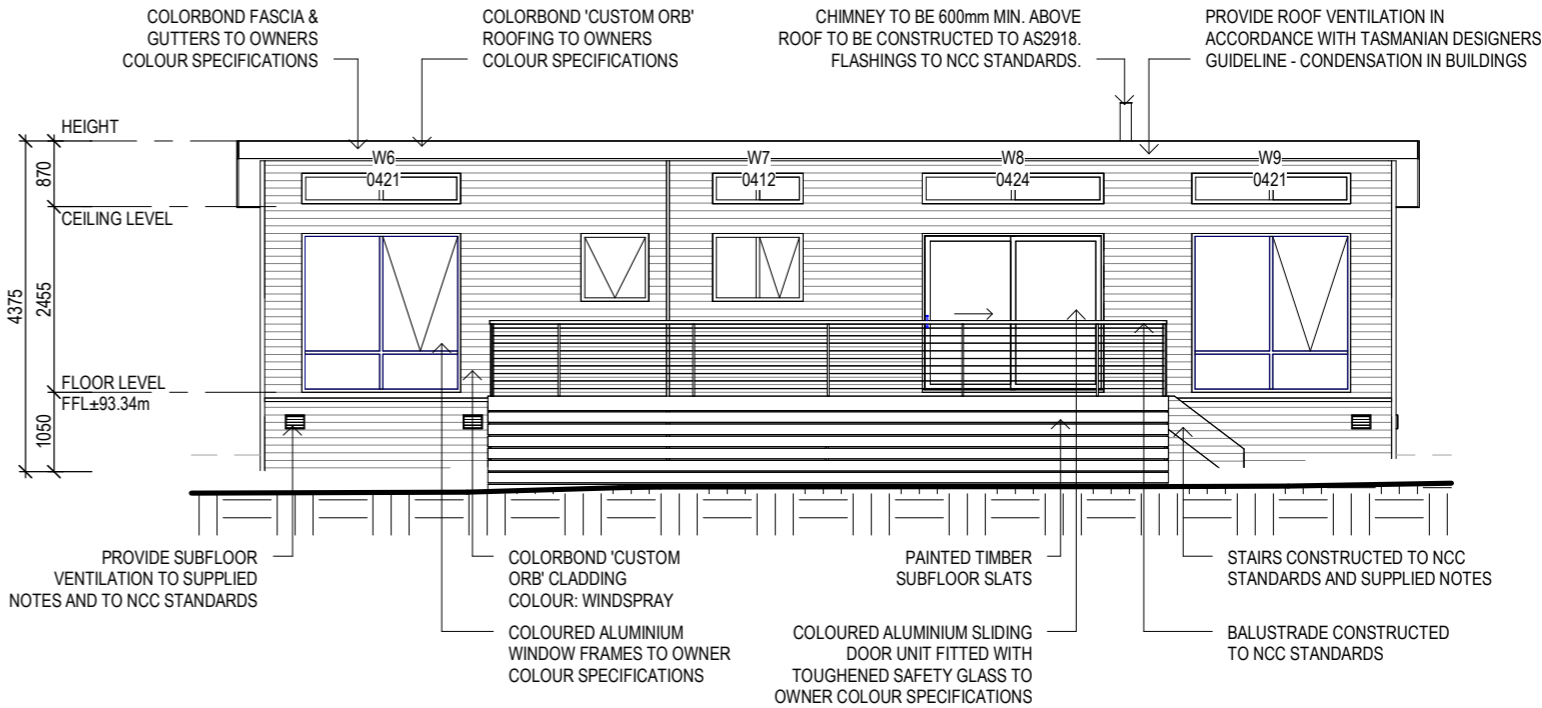 COLORBOND FASCIA &
GUTTERS TO OWNERS
COLOUR SPECIFICATIONS
COLORBOND 'CUSTOM ORB'
ROOFING TO OWNERS
COLOUR SPECIFICATIONS
CHIMNEY TO BE 600mm MIN. ABOVE
ROOF TO BE CONSTRUCTED TO AS2918.
FLASHINGS TO NCC STANDARDS.
PROVIDE ROOF VENTILATION IN
ACCORDANCE WITH TASMANIAN DESIGNERS
GUIDELINE - CONDENSATION IN BUILDINGS
HEIGHT
870
CEILING LEVEL
4375
2455
FLOOR LEVEL
FFL±93.34m
1050
W6
0421
W7
0412
W8
0424
W9
0421
PROVIDE SUBFLOOR
VENTILATION TO SUPPLIED
NOTES AND TO NCC STANDARDS
COLORBOND 'CUSTOM
ORB' CLADDING
COLOUR: WINDSPRAY
COLOURED ALUMINIUM
WINDOW FRAMES TO OWNER
COLOUR SPECIFICATIONS
PAINTED TIMBER
SUBFLOOR SLATS
COLOURED ALUMINIUM SLIDING
DOOR UNIT FITTED WITH
TOUGHENED SAFETY GLASS TO
OWNER COLOUR SPECIFICATIONS
STAIRS CONSTRUCTED TO NCC
STANDARDS AND SUPPLIED NOTES
BALUSTRADE CONSTRUCTED
TO NCC STANDARDS